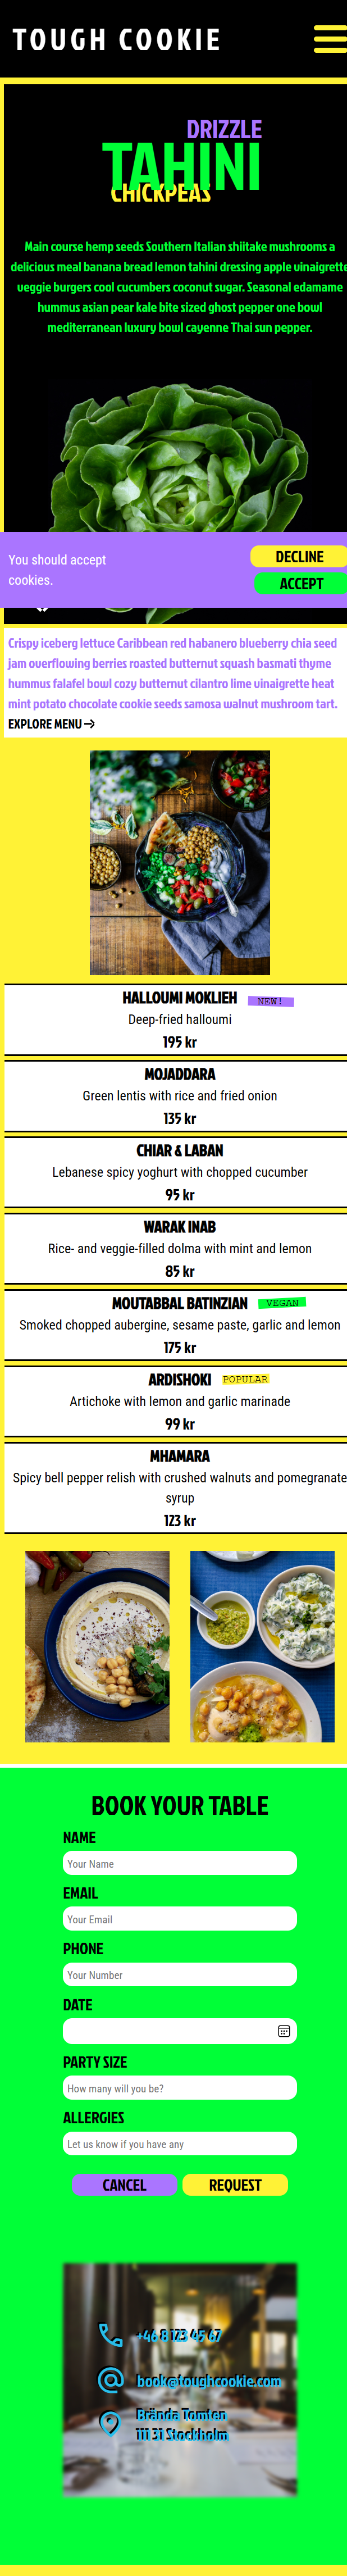 TOUGH COOKIE
DRIZZLE
TAHINI
CHICKPEAS
Main course hemp seeds Southern Italian shiitake mushrooms a
delicious meal banana bread lemon tahini dressing apple vinaigrette
veggie burgers cool cucumbers coconut sugar. Seasonal edamame
hummus asian pear kale bite sized ghost pepper one bowl
mediterranean luxury bowl cayenne Thai sun pepper.
You should accept
cookies.
DECLINE
ACCEPT
Crispy iceberg lettuce Caribbean red habanero blueberry chia seed
jam overflowing berries roasted butternut squash basmati thyme
hummus falafel bowl cozy butternut cilantro lime vinaigrette heat
mint potato chocolate cookie seeds samosa walnut mushroom tart.
EXPLORE MENU →
HALLOUMI MOKLIEH NEW!
Deep-fried halloumi
195 kr
MOJADDARA
Green lentis with rice and fried onion
135 kr
CHIAR & LABAN
Lebanese spicy yoghurt with chopped cucumber
95 kr
WARAK INAB
Rice- and veggie-filled dolma with mint and lemon
85 kr
MOUTABBAL BATINZIAN VEGAN
Smoked chopped aubergine, sesame paste, garlic and lemon
175 kr
ARDISHOKI POPULAR
Artichoke with lemon and garlic marinade
99 kr
MHAMARA
Spicy bell pepper relish with crushed walnuts and pomegranate
syrup
123 kr
BOOK YOUR TABLE
NAME
Your Name
EMAIL
Your Email
PHONE
Your Number
DATE
PARTY SIZE
How many will you be?
ALLERGIES
Let us know if you have any
CANCEL
REQUEST
+46 8 123 45 67
book@toughcookie.com
Brända Tomten
111 31 Stockholm